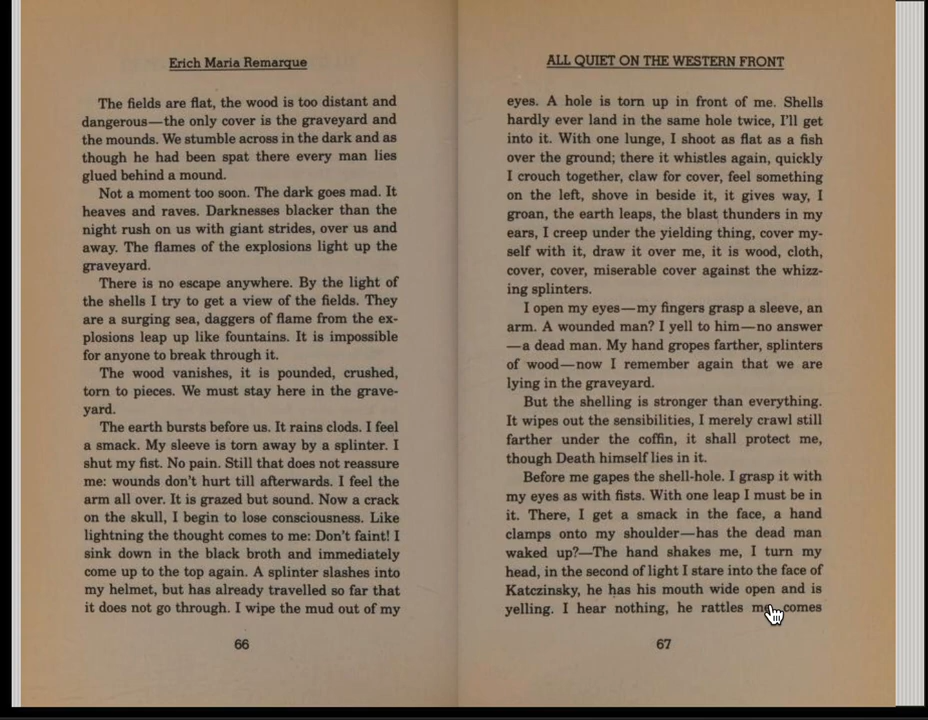 Erich Maria Remarque
The fields are flat, the wood is too distant and
dangerous—the only cover is the graveyard and
the mounds. We stumble across in the dark and as
though he had been spat there every man lies
glued behind a mound.
Not a moment too soon. The dark goes mad. It
heaves and raves. Darknesses blacker than the
night rush on us with giant strides, over us and
away. The flames of the explosions light up the
graveyard.
There is no escape anywhere. By the light of
the shells I try to get a view of the fields. They
are a surging sea, daggers of flame from the ex-
plosions leap up like fountains. It is impossible
for anyone to break through it.
The wood vanishes, it is pounded, crushed,
torn to pieces. We must stay here in the grave-
yard.
The earth bursts before us. It rains clods. I feel
a smack. My sleeve is torn away by a splinter. I
shut my fist. No pain. Still that does not reassure
me: wounds don't hurt till afterwards. I feel the
arm all over. It is grazed but sound. Now a crack
on the skull, I begin to lose consciousness. Like
lightning the thought comes to me: Don't faint! I
sink down in the black broth and immediately
come up to the top again. A splinter slashes into
my helmet, but has already travelled so far that
it does not go through. I wipe the mud out of my
66
ALL QUIET ON THE WESTERN FRONT
eyes. A hole is torn up in front of me. Shells
hardly ever land in the same hole twice, I'll get
into it. With one lunge, I shoot as flat as a fish
over the ground; there it whistles again, quickly
I crouch together, claw for cover, feel something
on the left, shove in beside it, it gives way, I
groan, the earth leaps, the blast thunders in my
ears, I creep under the yielding thing, cover my-
self with it, draw it over me, it is wood, cloth,
cover, cover, miserable cover against the whizz-
ing splinters.
I open my eyes—my fingers grasp a sleeve, an
arm. A wounded man? I yell to him—no answer
—a dead man. My hand gropes farther, splinters
of wood—now I remember again that we are
lying in the graveyard.
But the shelling is stronger than everything.
It wipes out the sensibilities, I merely crawl still
farther under the coffin, it shall protect me,
though Death himself lies in it.
Before me gapes the shell-hole. I grasp it with
my eyes as with fists. With one leap I must be in
it. There, I get a smack in the face, a hand
clamps onto my shoulder—has the dead man
waked up?—The hand shakes me, I turn my
head, in the second of light I stare into the face of
Katczinsky, he has his mouth wide open and is
yelling. I hear nothing, he rattles comes
67